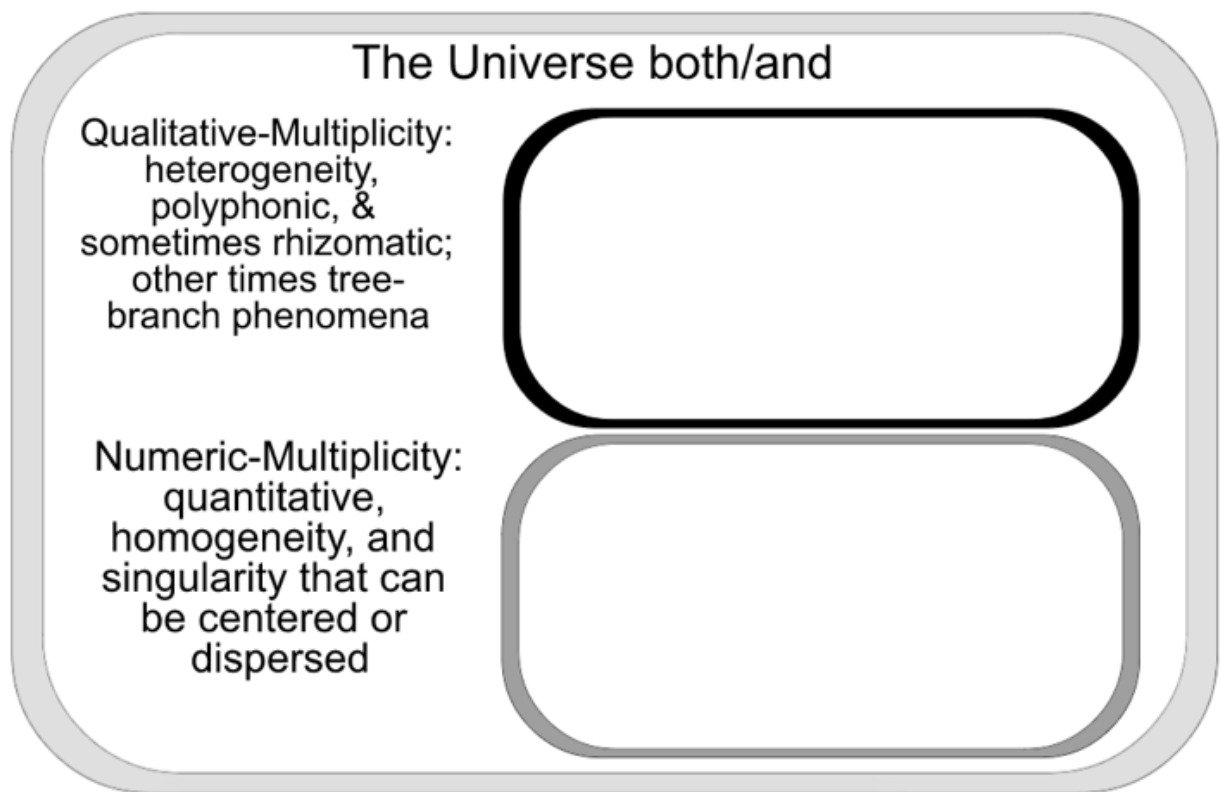 The Universe both/and
Qualitative-Multiplicity:
heterogeneity,
polyphonic, &
sometimes rhizomatic;
other times tree-
branch phenomena
Numeric-Multiplicity:
quantitative,
homogeneity, and
singularity that can
be centered or
dispersed